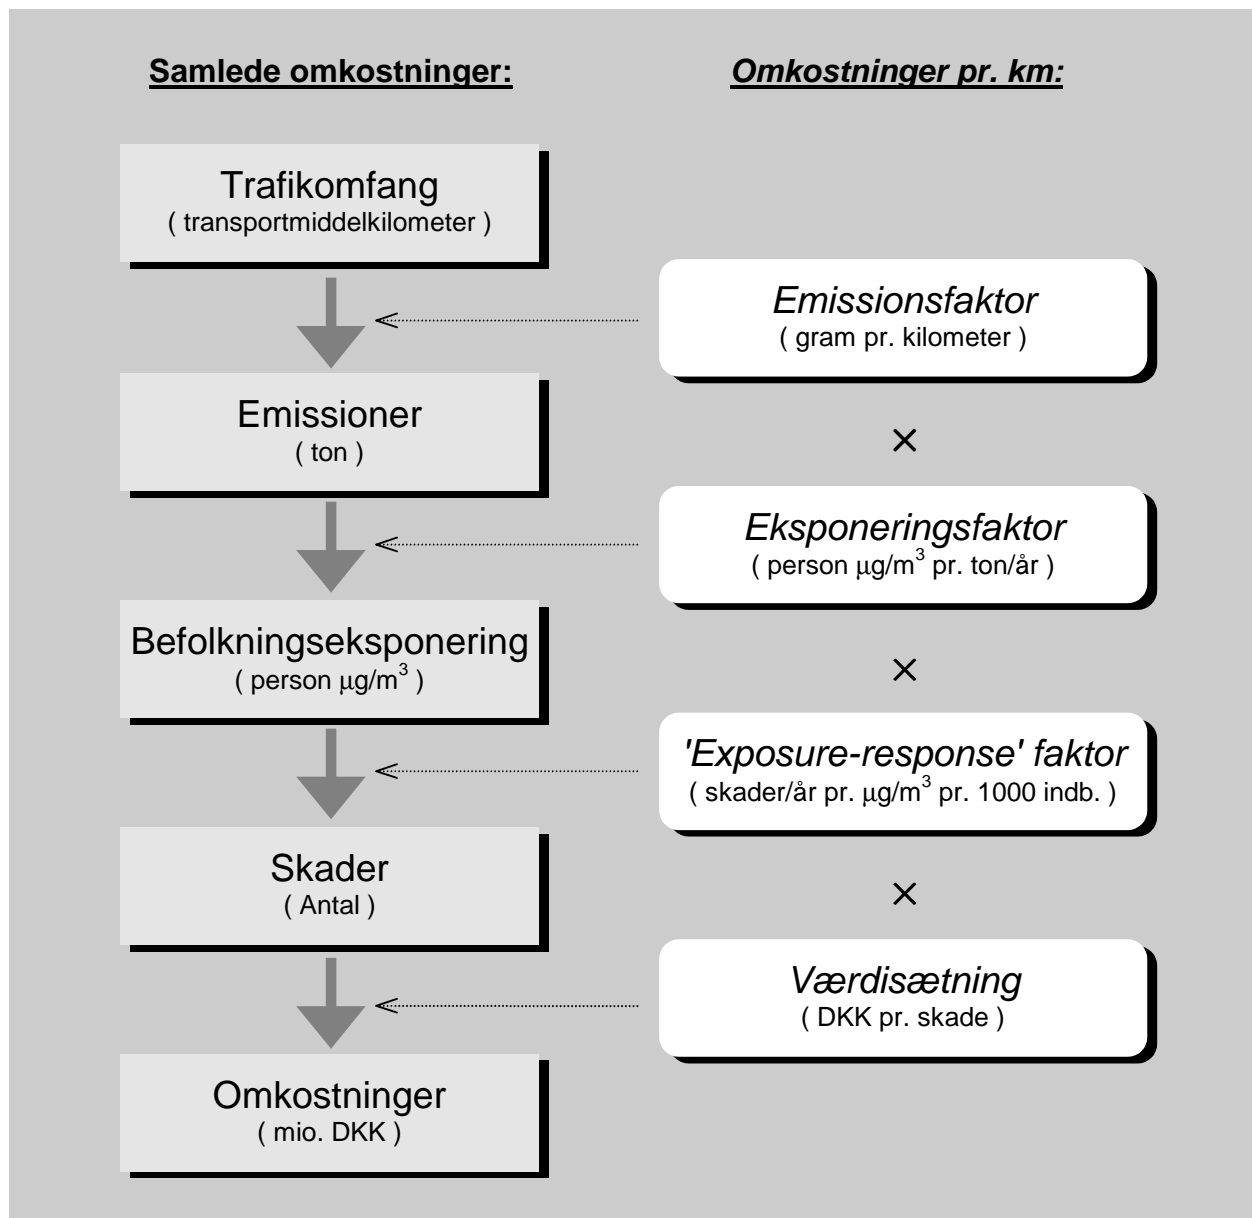 Samlede omkostninger:
Omkostninger pr. km:
Trafikomfang
( transportmiddelkilometer )
Emissionsfaktor
( gram pr. kilometer )
Emissioner
( ton )
×
Eksponeringsfaktor
( person µg/m³ pr. ton/år )
Befolkningseksponering
( person µg/m³ )
×
'Exposure-response' faktor
( skader/år pr. µg/m³ pr. 1000 indb. )
Skader
( Antal )
×
Værdisætning
( DKK pr. skade )
Omkostninger
( mio. DKK )